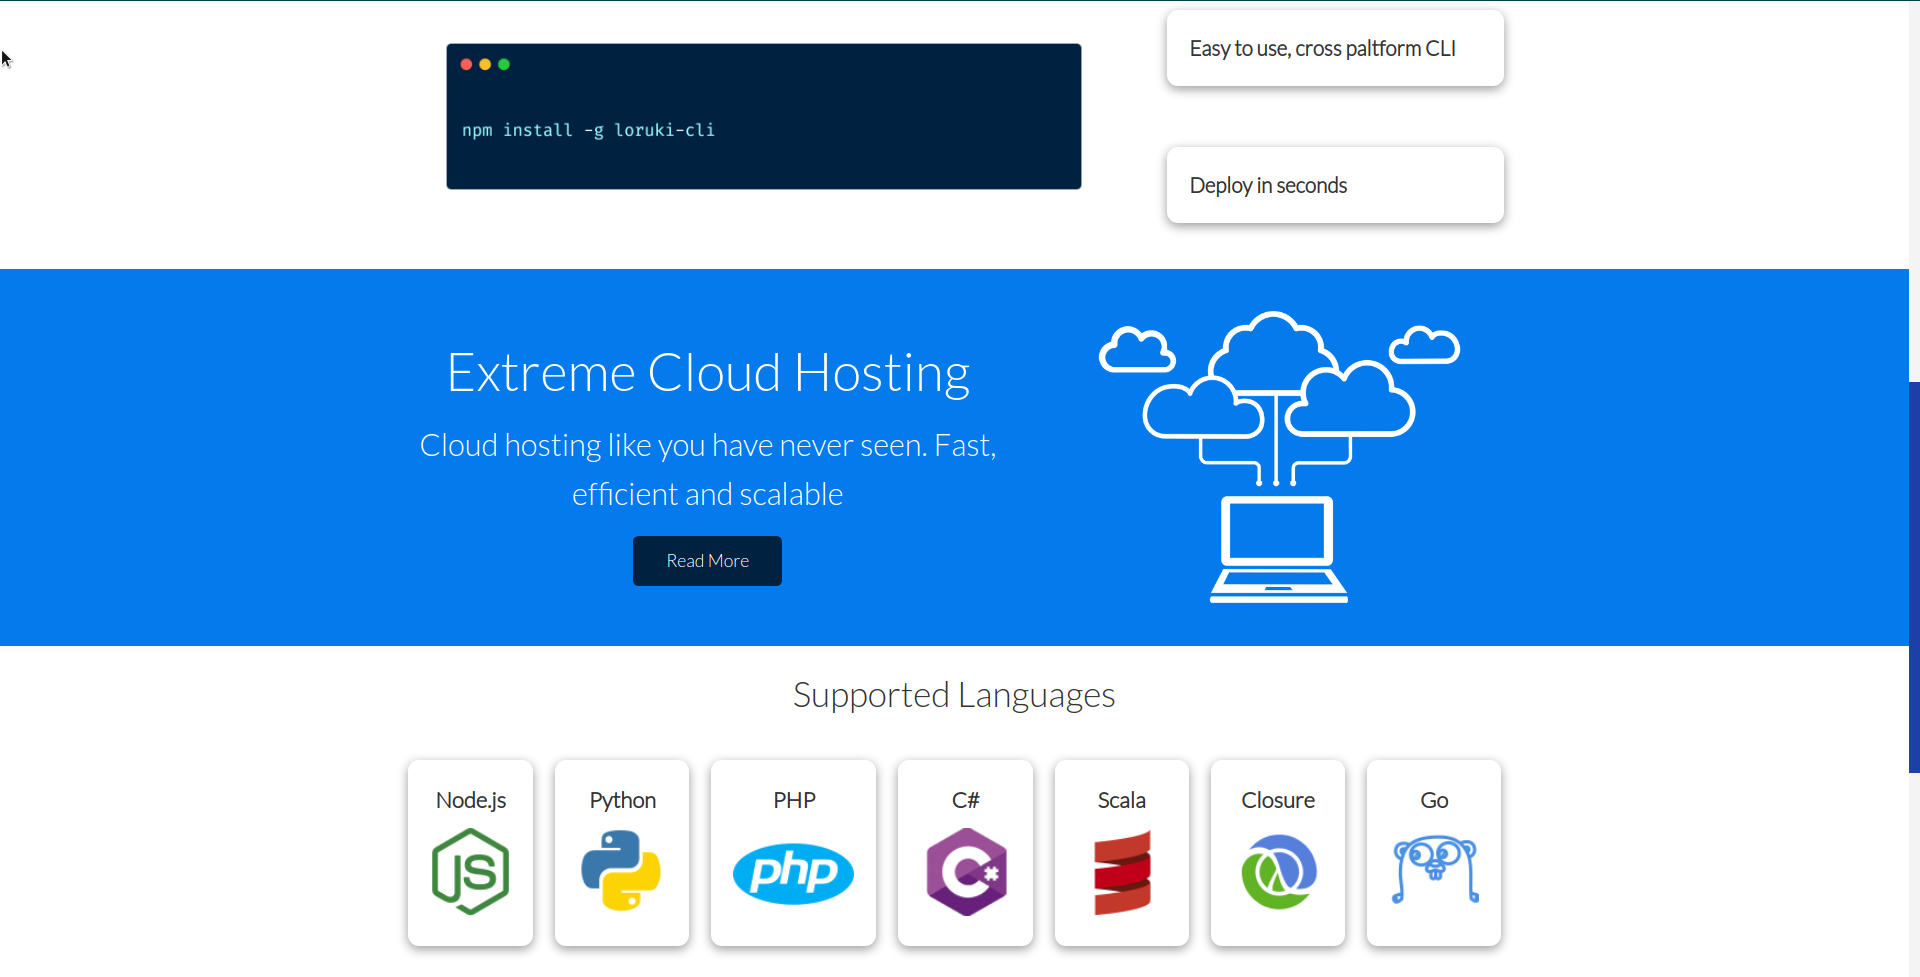 npm install -g loruki-cli
Easy to use, cross paltform CLI
Deploy in seconds
Extreme Cloud Hosting
Cloud hosting like you have never seen. Fast,
efficient and scalable
Read More
Supported Languages
Node.js
JS
Python
PHP
php
C#
C#
Scala
Closure
Go